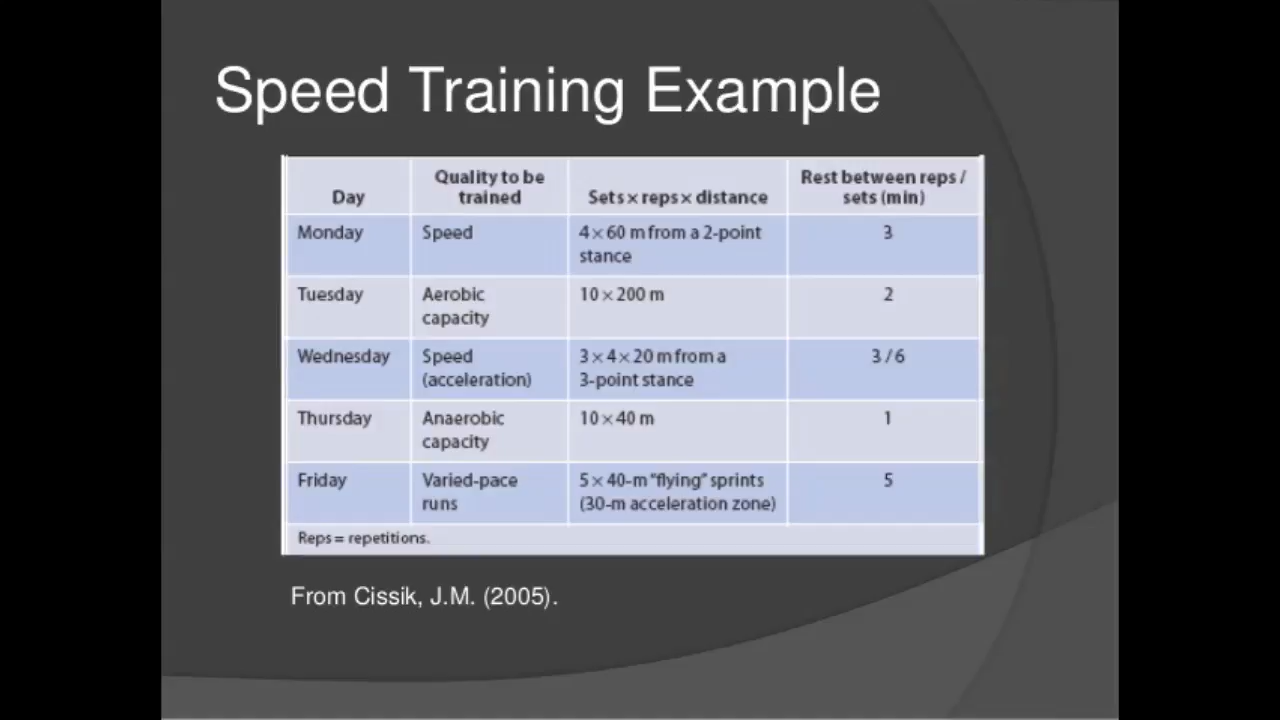 Speed Training Example
Day
Quality to be
trained
Sets × reps × distance
Rest between reps /
sets (min)
Monday
Speed
4 × 60 m from a 2-point
stance
3
Tuesday
Aerobic
capacity
10 × 200 m
2
Wednesday
Speed
(acceleration)
3 × 4 × 20 m from a
3-point stance
3 / 6
Thursday
Anaerobic
capacity
10 × 40 m
1
Friday
Varied-pace
runs
5 × 40-m “flying” sprints
(30-m acceleration zone)
5
Reps = repetitions.
From Cissik, J.M. (2005).